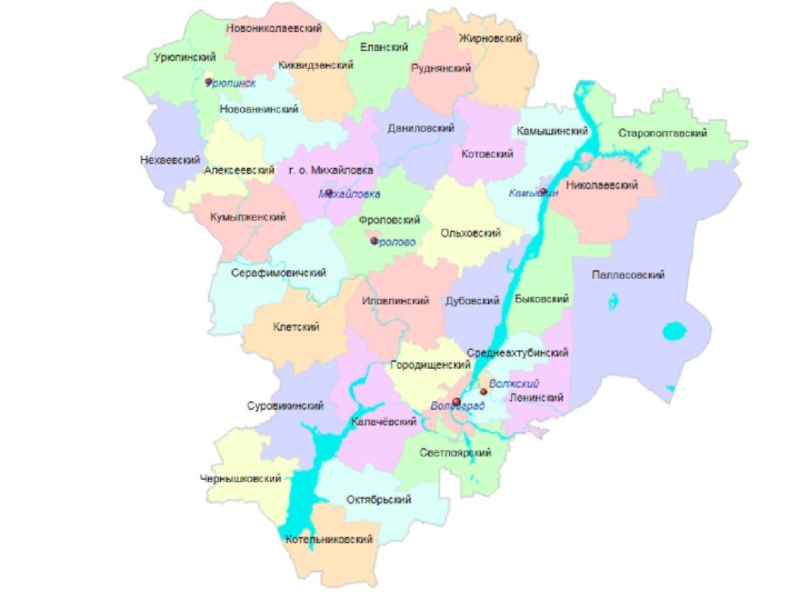 Новониколаевский
Жирновский
Еланский
Урюпинский
Киквидзенский
Руднянский
Урюпинск
Новоаннинский
Даниловский
Камышинский
Старополтавский
Котовский
Нехаевский
Алексеевский
г. о. Михайловка
Николаевский
Михайловка
Камышин
Кумылженский
Фроловский
Ольховский
Фролово
Серафимовичский
Палласовский
Иловлинский
Дубовский
Быковский
Клетский
Среднеахтубинский
Городищенский
Волжский
Ленинский
Суровикинский
Волгоград
Калачёвский
Светлоярский
Чернышковский
Октябрьский
Котельниковский